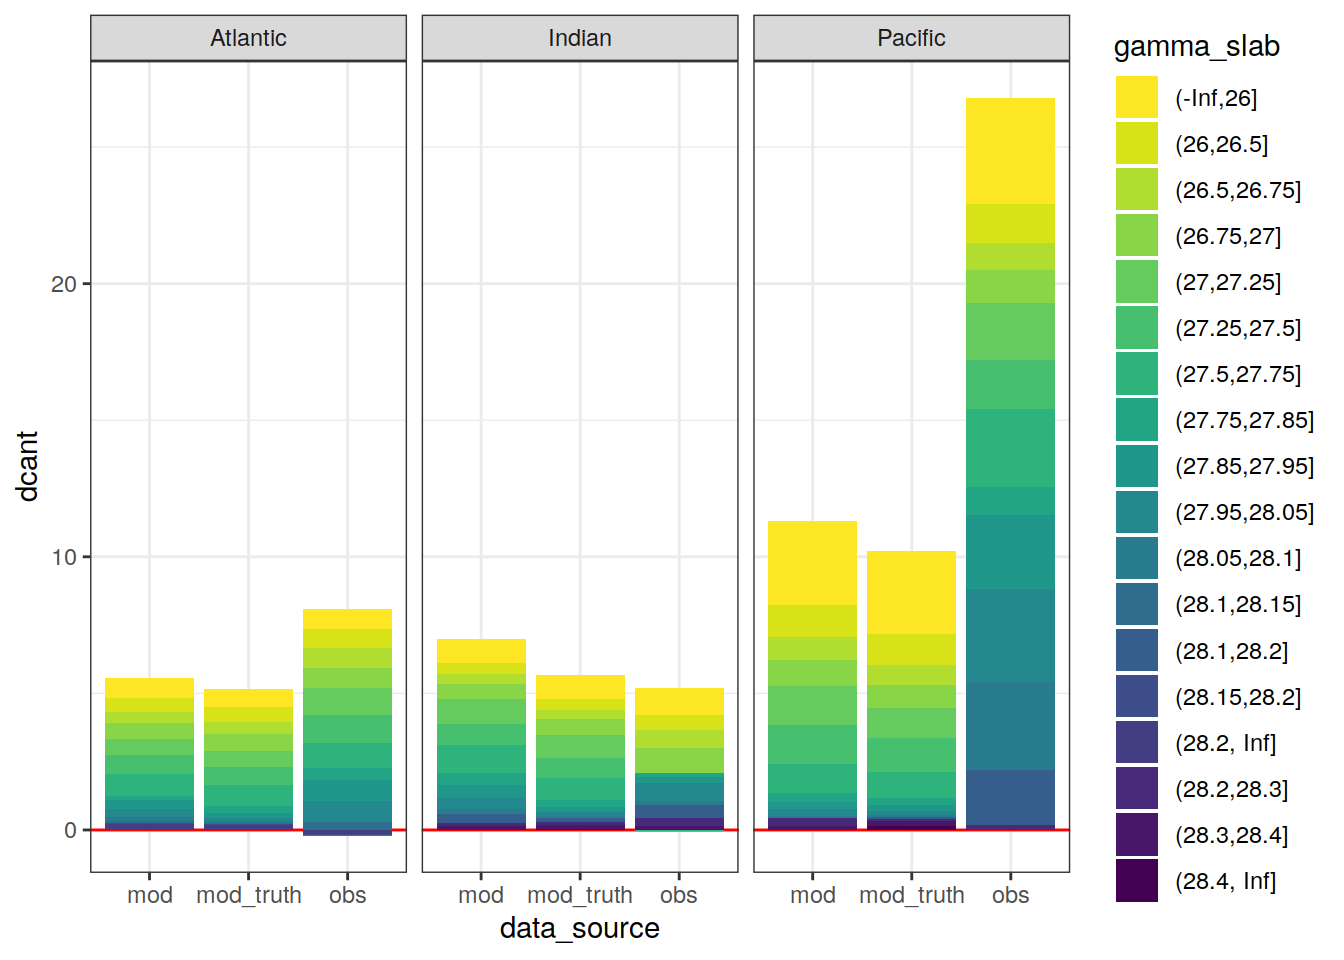 Atlantic
Indian
Pacific
gamma_slab
(-Inf,26]
(26,26.5]
(26.5,26.75]
(26.75,27]
(27,27.25]
(27.25,27.5]
(27.5,27.75]
(27.75,27.85]
(27.85,27.95]
(27.95,28.05]
(28.05,28.1]
(28.1,28.15]
(28.1,28.2]
(28.15,28.2]
(28.2, Inf]
(28.2,28.3]
(28.3,28.4]
(28.4, Inf]
dcant
20
10
0
mod mod_truth obs
mod mod_truth obs
mod mod_truth obs
data_source